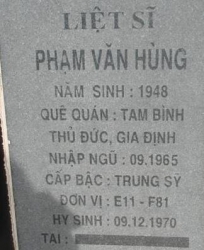 LIỆT SĨ
PHẠM VĂN HÙNG
NĂM SINH : 1948
QUÊ QUÁN : TAM BÌNH
THỦ ĐỨC, GIA ĐỊNH
NHẬP NGŨ : 09.1965
CẤP BẬC : TRUNG SỸ
ĐƠN VỊ : E11 - F81
HY SINH : 09.12.1970
TẠI :